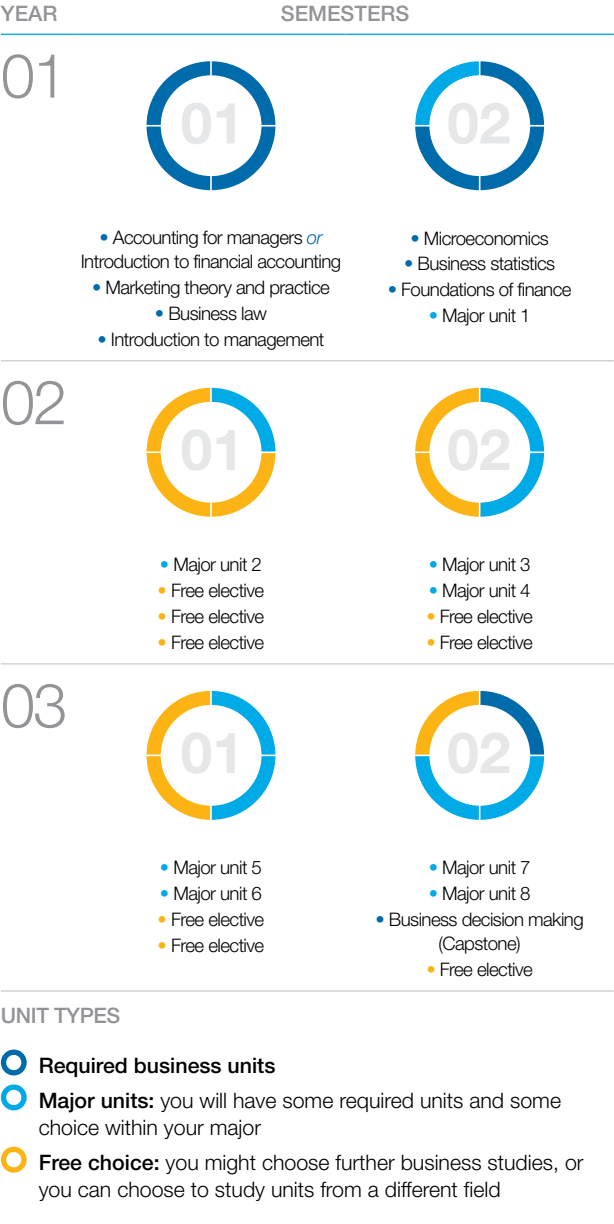 YEAR SEMESTERS
01
01
02
• Accounting for managers or
Introduction to financial accounting
• Marketing theory and practice
• Business law
• Introduction to management
• Microeconomics
• Business statistics
• Foundations of finance
• Major unit 1
02
01
02
• Major unit 2
• Free elective
• Free elective
• Free elective
• Major unit 3
• Major unit 4
• Free elective
• Free elective
03
01
02
• Major unit 5
• Major unit 6
• Free elective
• Free elective
• Major unit 7
• Major unit 8
• Business decision making
(Capstone)
• Free elective
UNIT TYPES
Required business units
Major units: you will have some required units and some
choice within your major
Free choice: you might choose further business studies, or
you can choose to study units from a different field